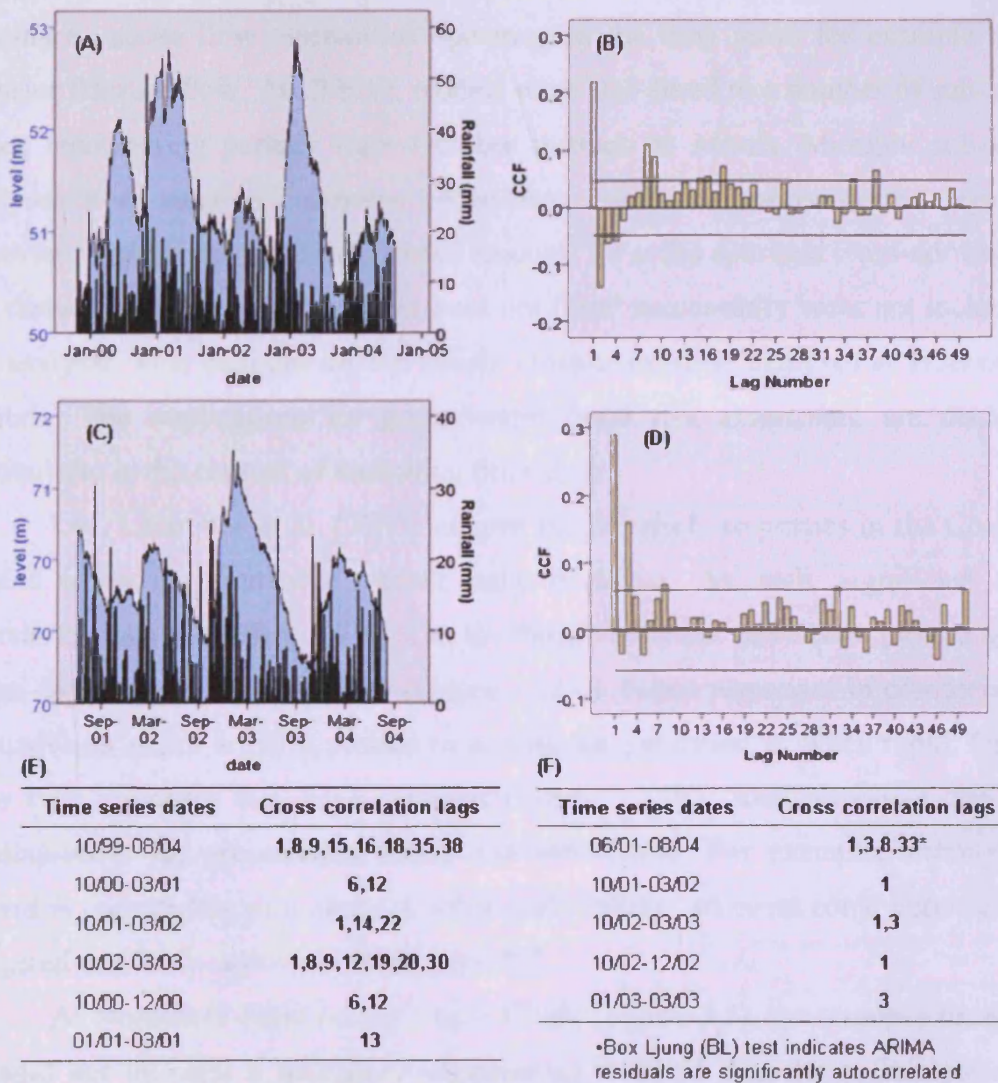 (A)
53
52
51
50
level (m)
60
50
40
30
20
10
0
Rainfall (mm)
Jan-00 Jan-01 Jan-02 Jan-03 Jan-04 Jan-05
date
(B)
0.3
0.2
0.1
0.0
-0.1
-0.2
CCF
1 4 7 10 13 16 19 22 25 28 31 34 37 40 43 46 49
Lag Number
(C)
72
71
70
70
level (m)
40
30
20
10
0
Rainfall (mm)
Sep- Mar- Sep- Mar- Sep- Mar- Sep-
01 02 02 03 03 04 04
date
(D)
0.3
0.2
0.1
0.0
-0.1
CCF
1 4 7 10 13 16 19 22 25 28 31 34 37 40 43 46 49
Lag Number
(E)
Time series dates Cross correlation lags
10/99-08/04 1,8,9,15,16,18,35,38
10/00-03/01 6,12
10/01-03/02 1,14,22
10/02-03/03 1,8,9,12,19,20,30
10/00-12/00 6,12
01/01-03/01 13
(F)
Time series dates Cross correlation lags
06/01-08/04 1,3,8,33*
10/01-03/02 1
10/02-03/03 1,3
10/02-12/02 1
01/03-03/03 3
•Box Ljung (BL) test indicates ARIMA
residuals are significantly autocorrelated